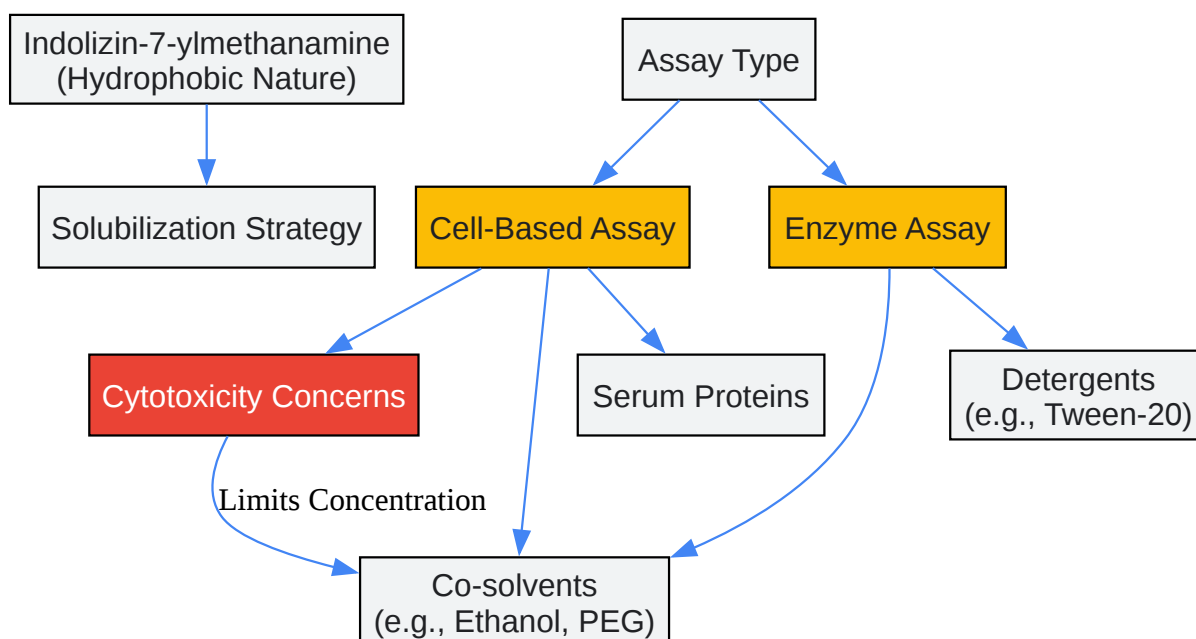 Indolizin-7-ylmethanamine
(Hydrophobic Nature)
Assay Type
Solubilization Strategy
Cell-Based Assay
Enzyme Assay
Cytotoxicity Concerns
Serum Proteins
Detergents
(e.g., Tween-20)
Limits Concentration
Co-solvents
(e.g., Ethanol, PEG)